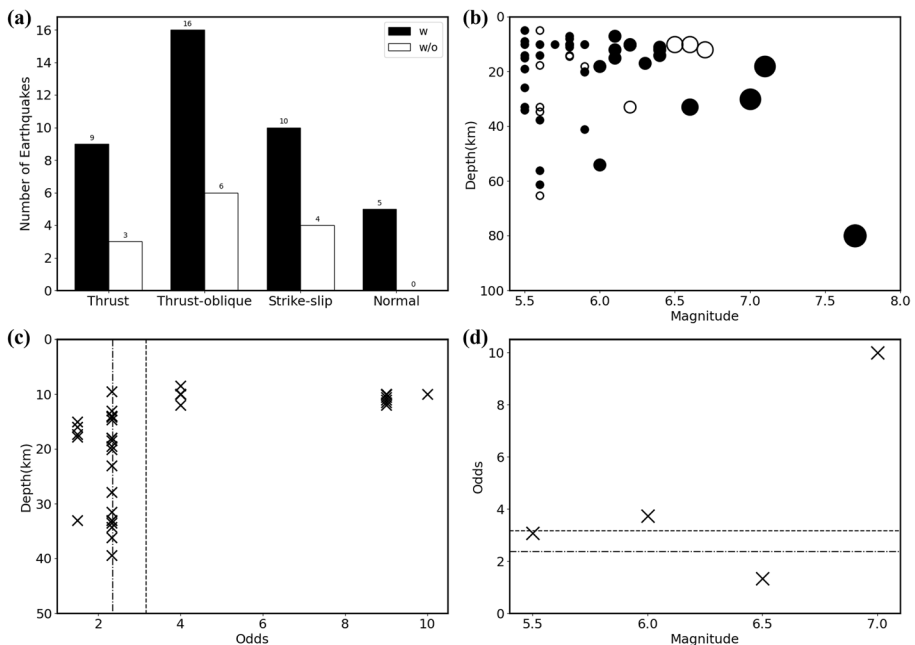 (a)
Number of Earthquakes
16
14
12
10
8
6
4
2
0
9
3
16
6
10
4
5
0
w
w/o
Thrust
Thrust-oblique
Strike-slip
Normal
(b)
Depth(km)
0
20
40
60
80
100
5.5
6.0
6.5
7.0
7.5
8.0
Magnitude
(c)
Depth(km)
0
10
20
30
40
50
2
4
6
8
10
Odds
(d)
Odds
10
8
6
4
2
0
5.5
6.0
6.5
7.0
Magnitude